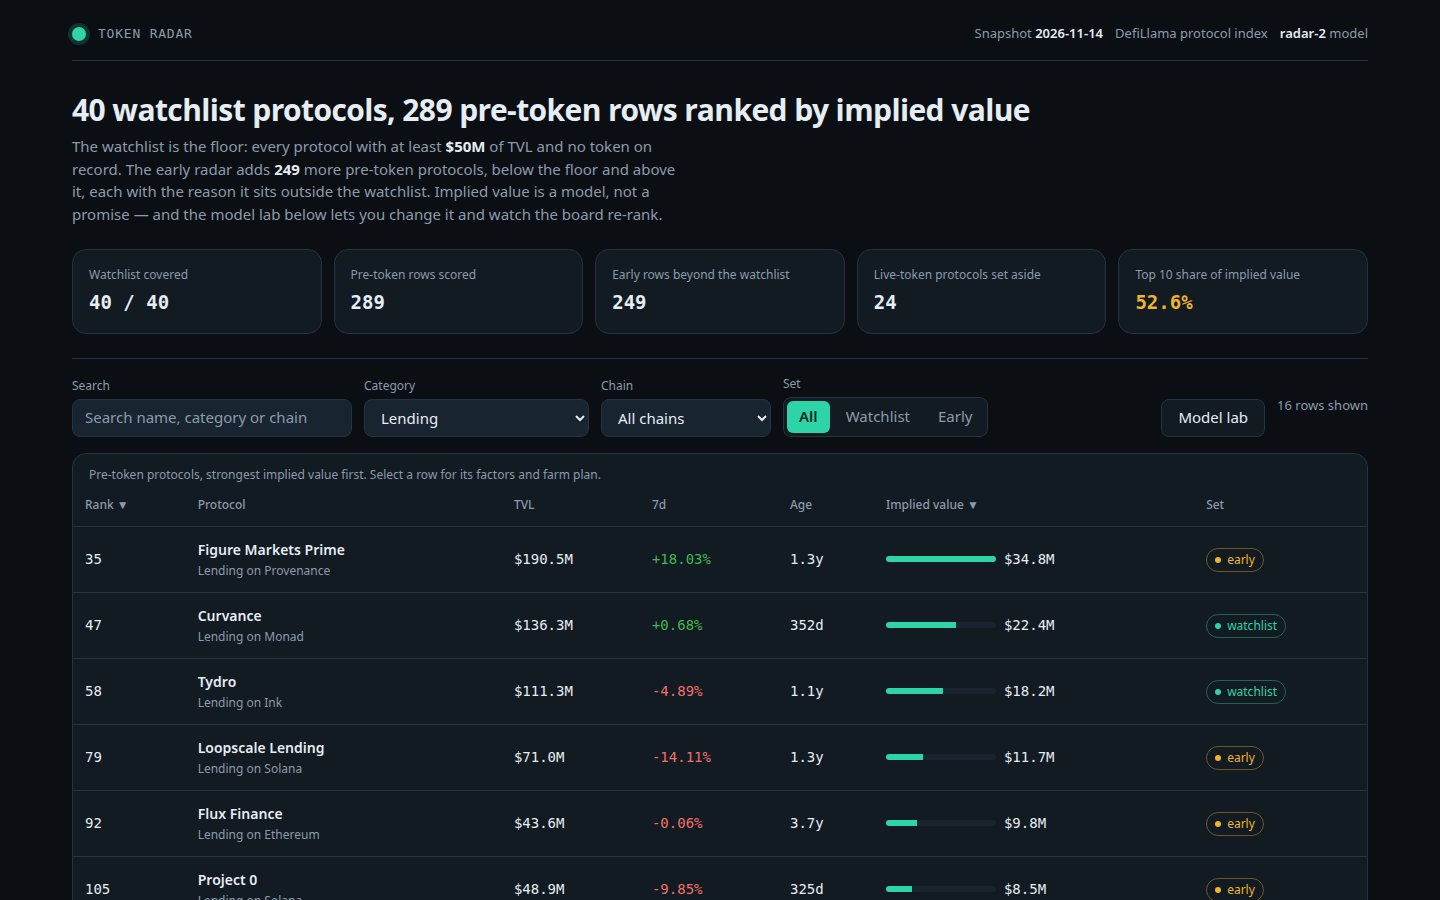 TOKEN RADAR
Snapshot 2026-11-14 DefiLlama protocol index radar-2 model
40 watchlist protocols, 289 pre-token rows ranked by implied value
The watchlist is the floor: every protocol with at least $50M of TVL and no token on
record. The early radar adds 249 more pre-token protocols, below the floor and above
it, each with the reason it sits outside the watchlist. Implied value is a model, not a
promise — and the model lab below lets you change it and watch the board re-rank.
Watchlist covered
40 / 40
Pre-token rows scored
289
Early rows beyond the watchlist
249
Live-token protocols set aside
24
Top 10 share of implied value
52.6%
Search
Search name, category or chain
Category
Lending
Chain
All chains
Set
All Watchlist Early
Model lab
16 rows shown
Pre-token protocols, strongest implied value first. Select a row for its factors and farm plan.
Rank ▼ Protocol TVL 7d Age Implied value ▼ Set
35 Figure Markets Prime $190.5M +18.03% 1.3y $34.8M early
Lending on Provenance
47 Curvance $136.3M +0.68% 352d $22.4M watchlist
Lending on Monad
58 Tydro $111.3M -4.89% 1.1y $18.2M watchlist
Lending on Ink
79 Loopscale Lending $71.0M -14.11% 1.3y $11.7M early
Lending on Solana
92 Flux Finance $43.6M -0.06% 3.7y $9.8M early
Lending on Ethereum
105 Project 0 $48.9M -9.85% 325d $8.5M early
Lending on Solana